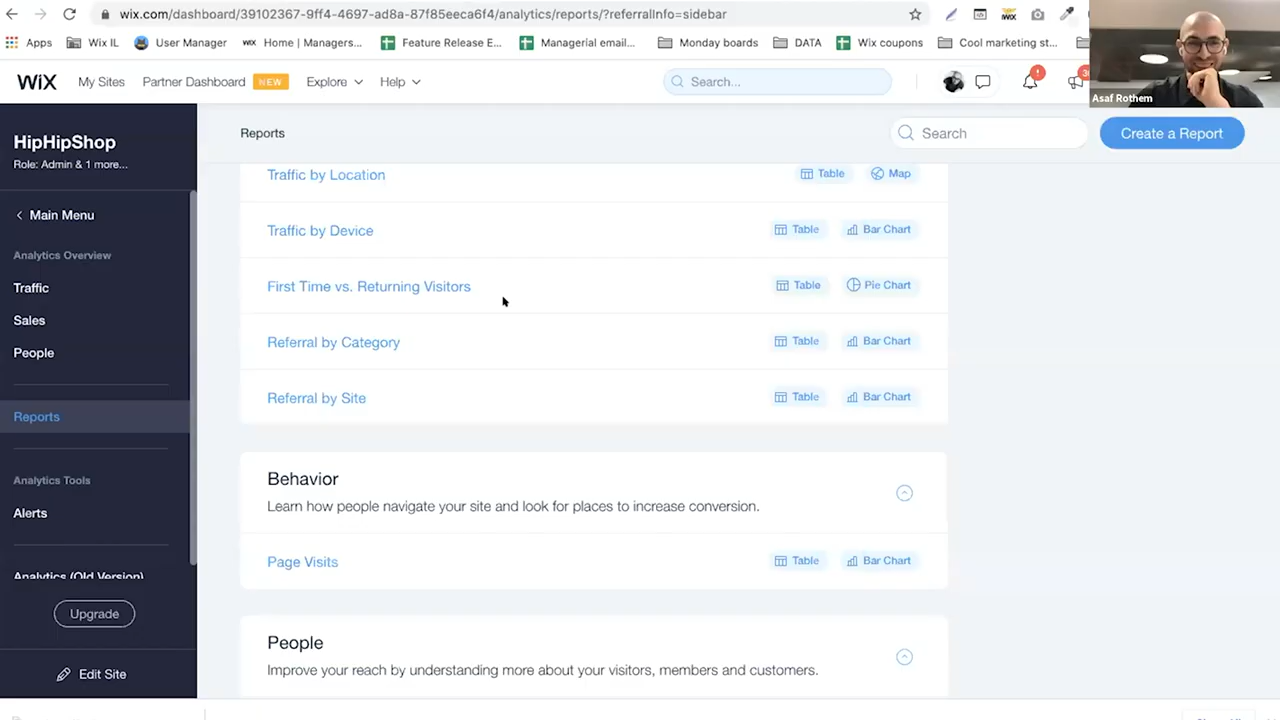 wix.com/dashboard/39102367-9ff4-4697-ad8a-87f85eeca6f4/analytics/reports/?referralInfo=sidebar
Apps Wix IL User Manager WiX Home | Managers... Feature Release E... Managerial email... Monday boards DATA Wix coupons Cool marketing st...
WiX My Sites Partner Dashboard NEW Explore Help Search...
Asaf Rothem
HipHipShop
Role: Admin & 1 more...
Main Menu
Analytics Overview
Traffic
Sales
People
Reports
Analytics Tools
Alerts
Analytics (Old Version)
Upgrade
Edit Site
Reports Search Create a Report
Traffic by Location Table Map
Traffic by Device Table Bar Chart
First Time vs. Returning Visitors Table Pie Chart
Referral by Category Table Bar Chart
Referral by Site Table Bar Chart
Behavior
Learn how people navigate your site and look for places to increase conversion.
Page Visits Table Bar Chart
People
Improve your reach by understanding more about your visitors, members and customers.